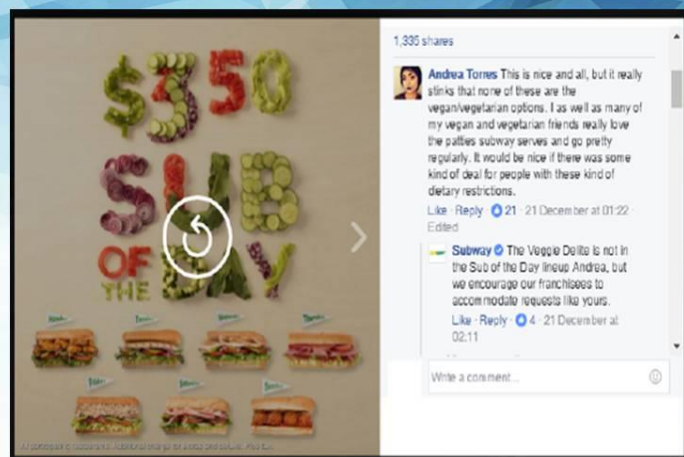 $350
SUB
OF
THE DAY
1,335 shares
Andrea Torres This is nice and all, but it really
stinks that none of these are the
vegan/vegetarian options. I as well as many of
my vegan and vegetarian friends really love
the patties subway serves and go pretty
regularly. It would be nice if there was some
kind of deal for people with these kind of
dietary restrictions.
Like · Reply · 21 · 21 December at 01:22 ·
Edited
Subway The Veggie Delite is not in
the Sub of the Day lineup Andrea, but
we encourage our franchisees to
accommodate requests like yours.
Like · Reply · 4 · 21 December at
02:11
Write a comment...